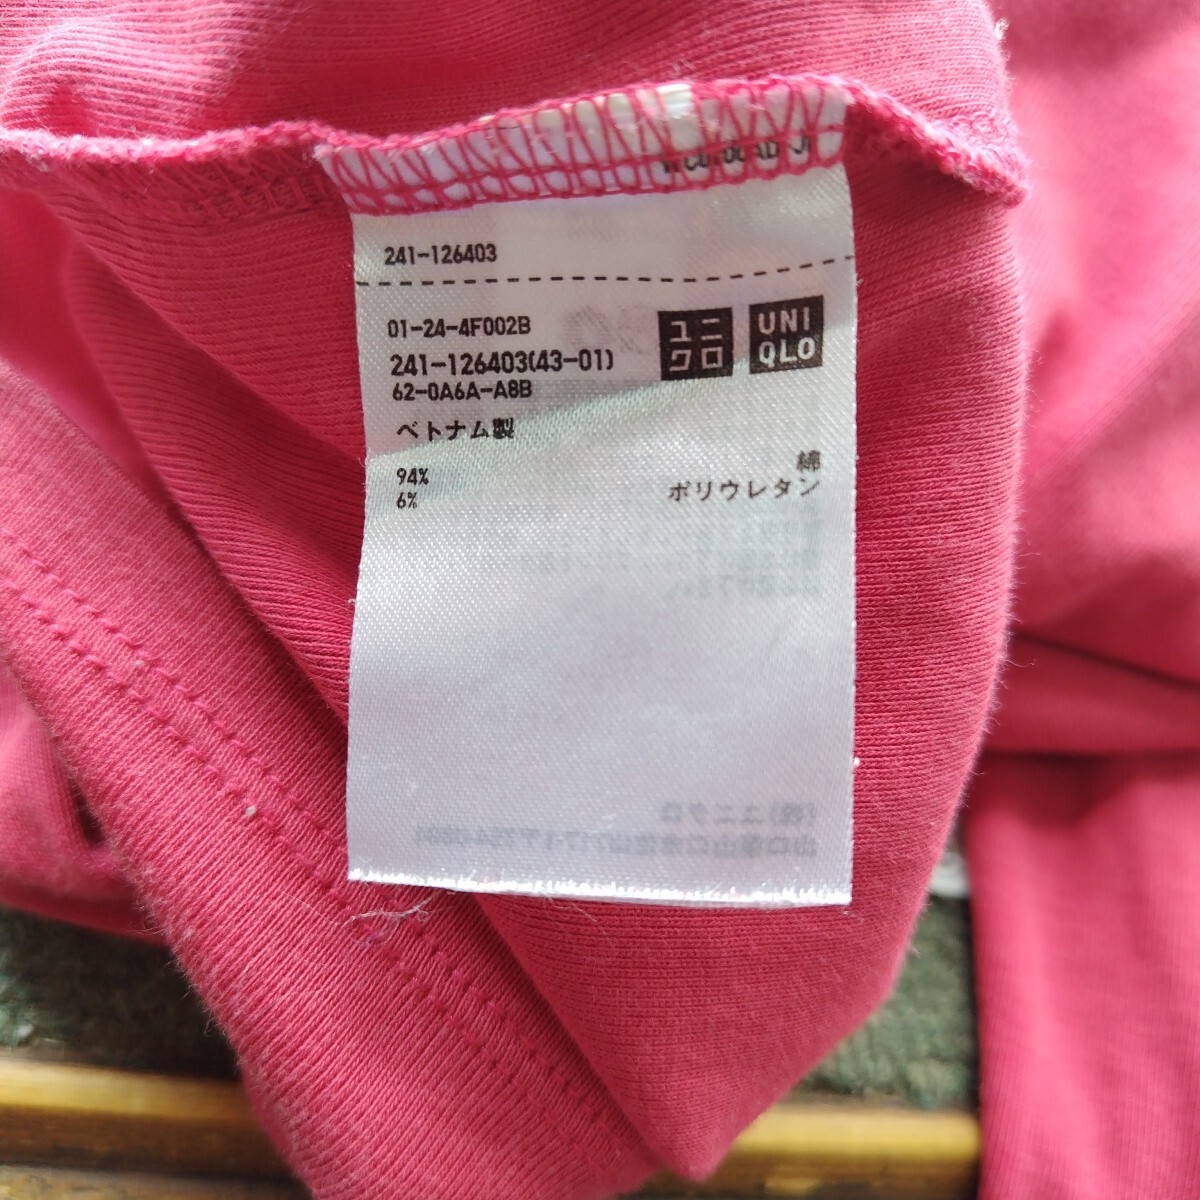 241-126403
01-24-4F002B
241-126403(43-01)
62-0A6A-A8B
ユニクロ
UNI
QLO
ベトナム製
94% 綿
6% ポリウレタン